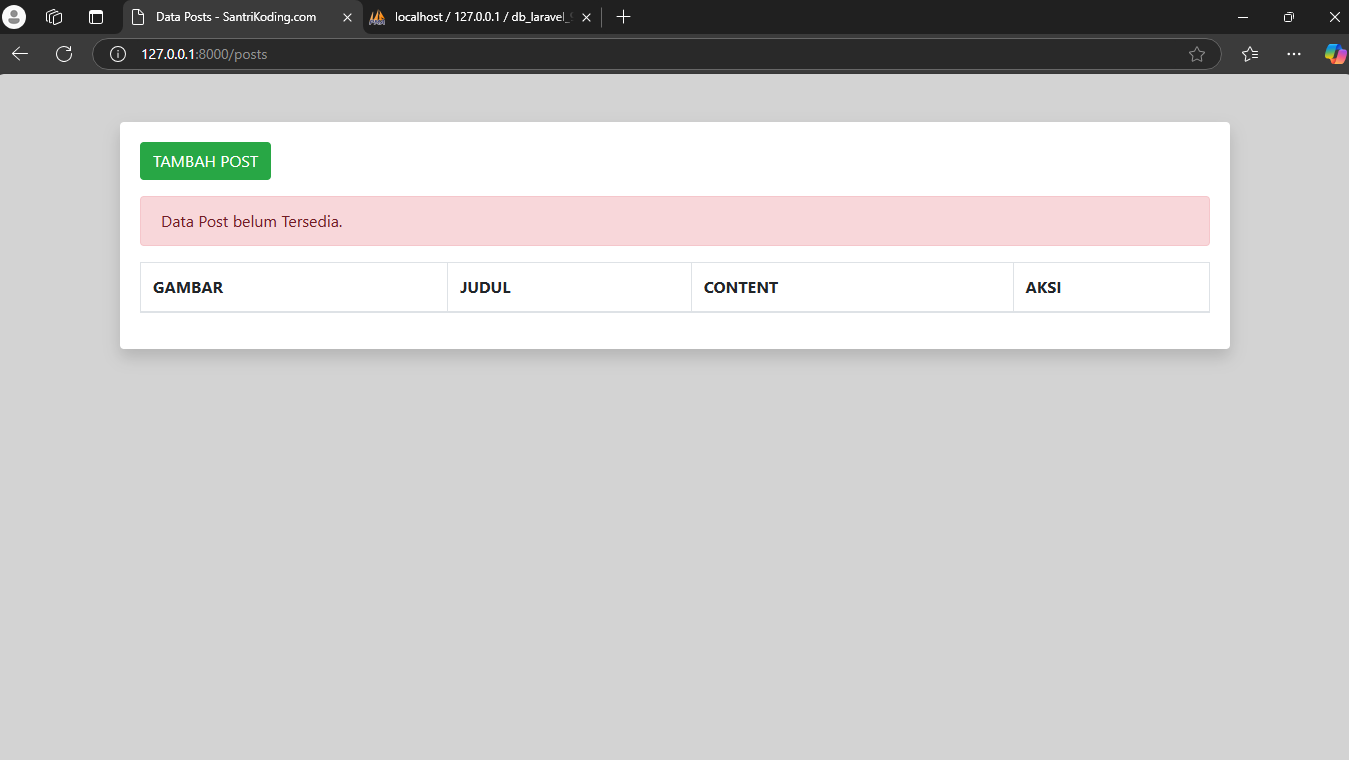 Data Posts - SantriKoding.com
localhost / 127.0.0.1 / db_laravel_
127.0.0.1:8000/posts
TAMBAH POST
Data Post belum Tersedia.
GAMBAR JUDUL CONTENT AKSI